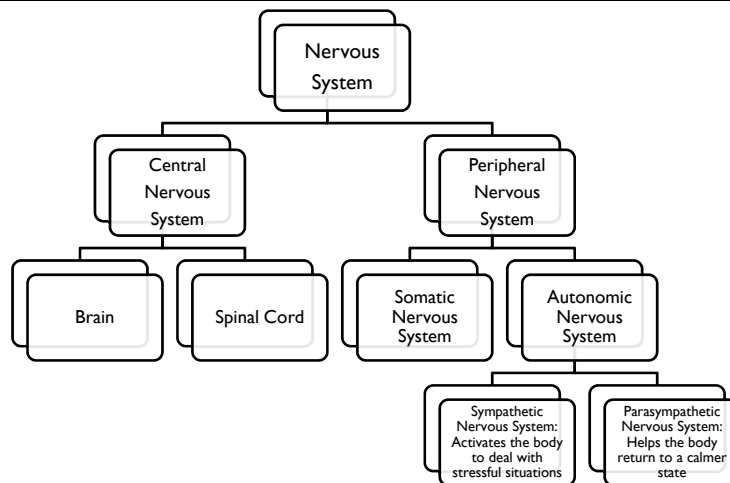 Nervous
System
Central
Nervous
System
Peripheral
Nervous
System
Brain
Spinal Cord
Somatic
Nervous
System
Autonomic
Nervous
System
Sympathetic
Nervous System:
Activates the body
to deal with
stressful situations
Parasympathetic
Nervous System:
Helps the body
return to a calmer
state